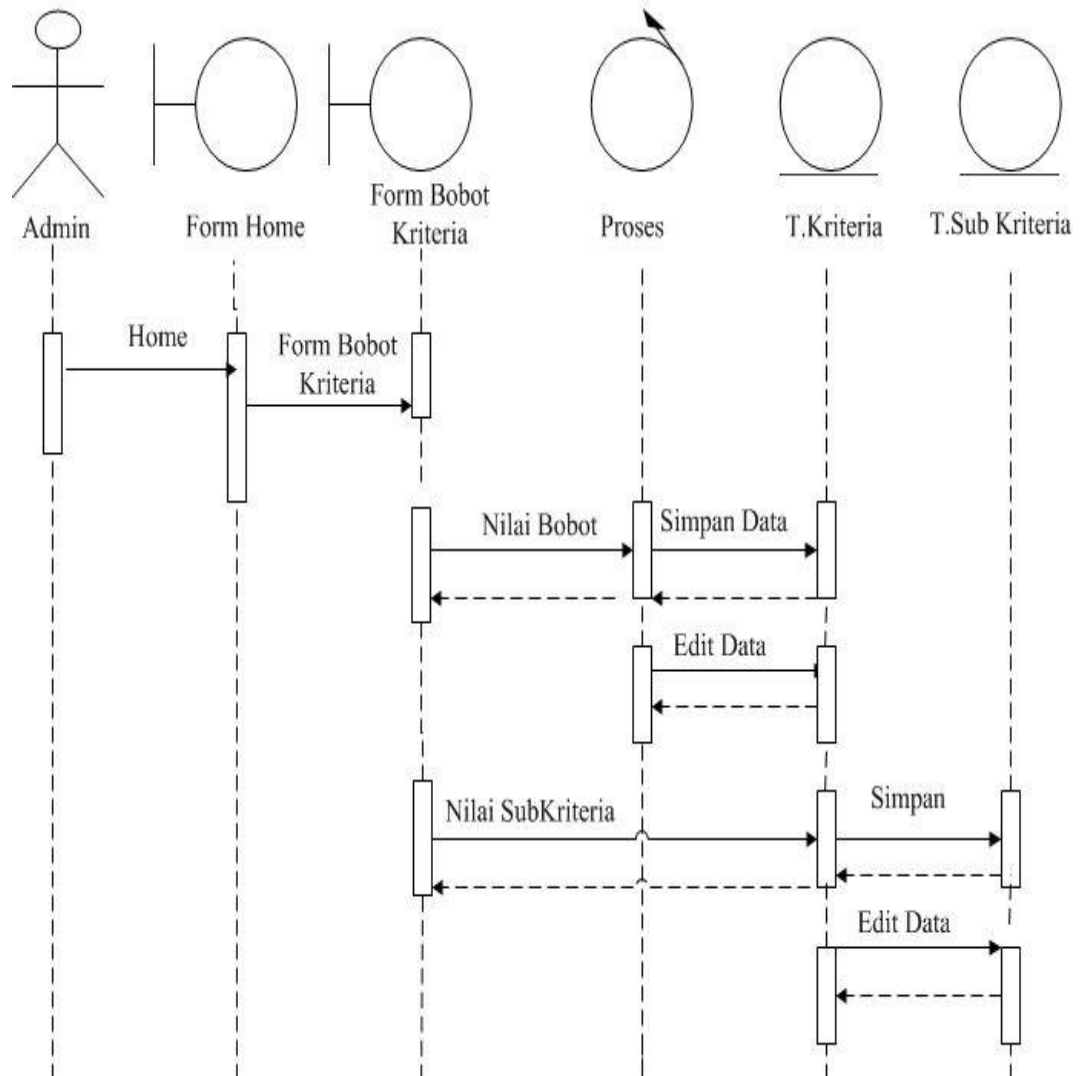 Admin
Form Home
Form Bobot
Kriteria
Proses
T.Kriteria
T.Sub Kriteria
Home
Form Bobot
Kriteria
Nilai Bobot
Simpan Data
Edit Data
Nilai SubKriteria
Simpan
Edit Data